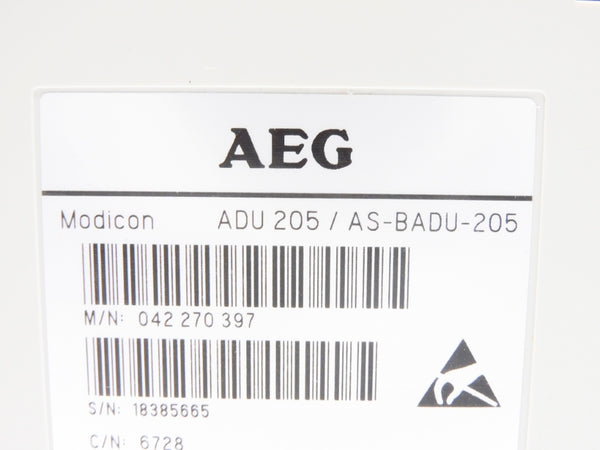 AEG
Modicon ADU 205 / AS-BADU-205
M/N: 042 270 397
S/N: 18385665
C/N: 6728